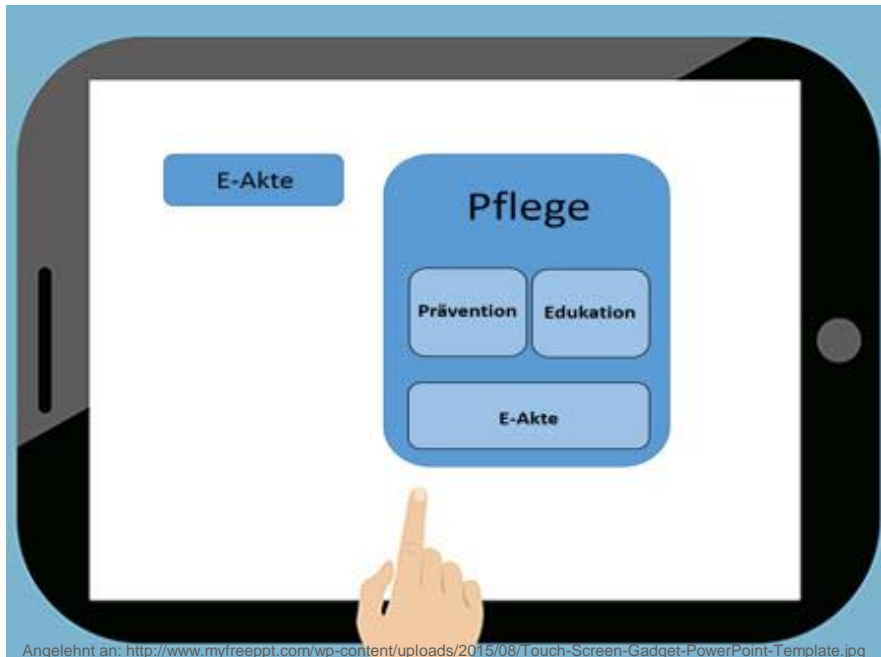 E-Akte
Pflege
Prävention
Edukation
E-Akte
Angelehnt an: http://www.myfreeppt.com/wp-content/uploads/2015/08/Touch-Screen-Gadget-PowerPoint-Template.jpg